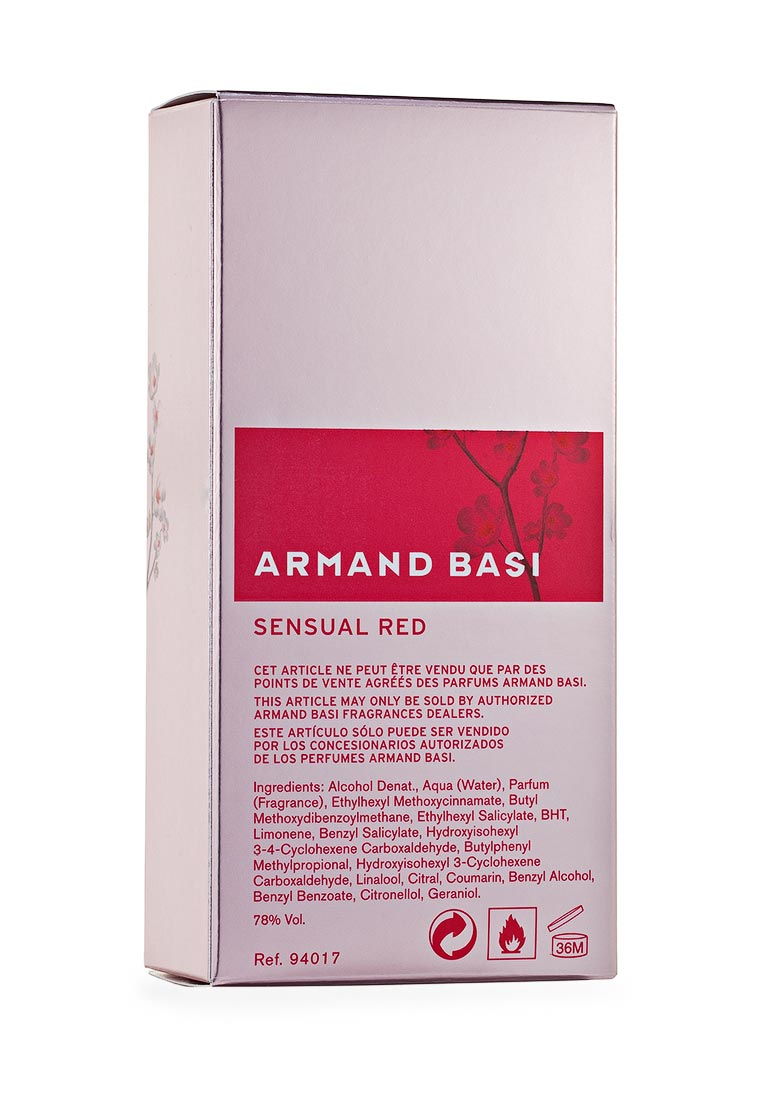 ARMAND BASI
SENSUAL RED
CET ARTICLE NE PEUT ÊTRE VENDU QUE PAR DES
POINTS DE VENTE AGRÉÉS DES PARFUMS ARMAND BASI.
THIS ARTICLE MAY ONLY BE SOLD BY AUTHORIZED
ARMAND BASI FRAGRANCES DEALERS.
ESTE ARTÍCULO SÓLO PUEDE SER VENDIDO
POR LOS CONCESIONARIOS AUTORIZADOS
DE LOS PERFUMES ARMAND BASI.
Ingredients: Alcohol Denat., Aqua (Water), Parfum
(Fragrance), Ethylhexyl Methoxycinnamate, Butyl
Methoxydibenzoylmethane, Ethylhexyl Salicylate, BHT,
Limonene, Benzyl Salicylate, Hydroxyisohexyl
3-4-Cyclohexene Carboxaldehyde, Butylphenyl
Methylpropional, Hydroxyisohexyl 3-Cyclohexene
Carboxaldehyde, Linalool, Citral, Coumarin, Benzyl Alcohol,
Benzyl Benzoate, Citronellol, Geraniol.
78% Vol.
36M
Ref. 94017